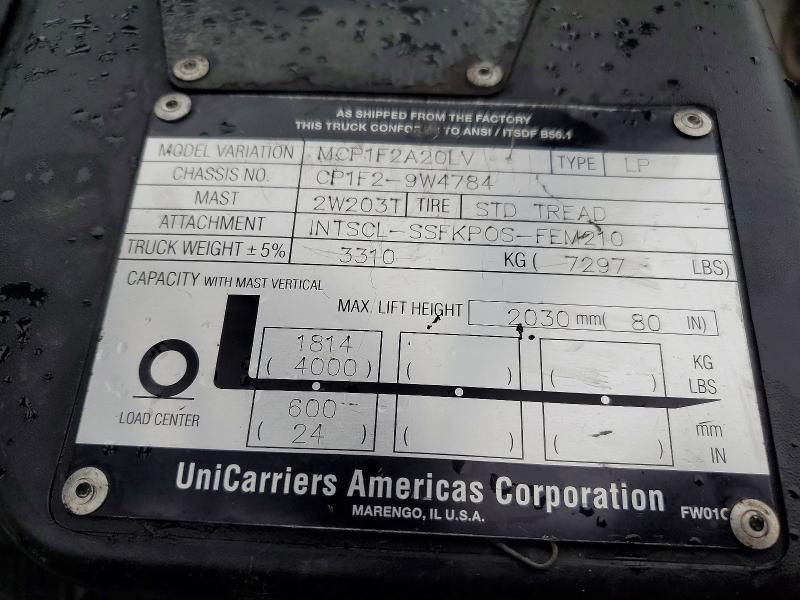 AS SHIPPED FROM THE FACTORY
THIS TRUCK CONFORMS TO ANSI / ITSDF B56.1
MODEL VARIATION MCP1F2A20LV TYPE LP
CHASSIS NO. CP1F2-9W4784
MAST 2W203T TIRE STD TREAD
ATTACHMENT INTSCL-SSFKPOS-FEM210
TRUCK WEIGHT ± 5% 3310 KG ( 7297 LBS)
CAPACITY WITH MAST VERTICAL
MAX. LIFT HEIGHT 2030 mm( 80 IN)
1814 KG
( 4000 ) ( ) ( ) LBS
LOAD CENTER 600 mm
( 24 ) ( ) ( ) IN
UniCarriers Americas Corporation
MARENGO, IL U.S.A.